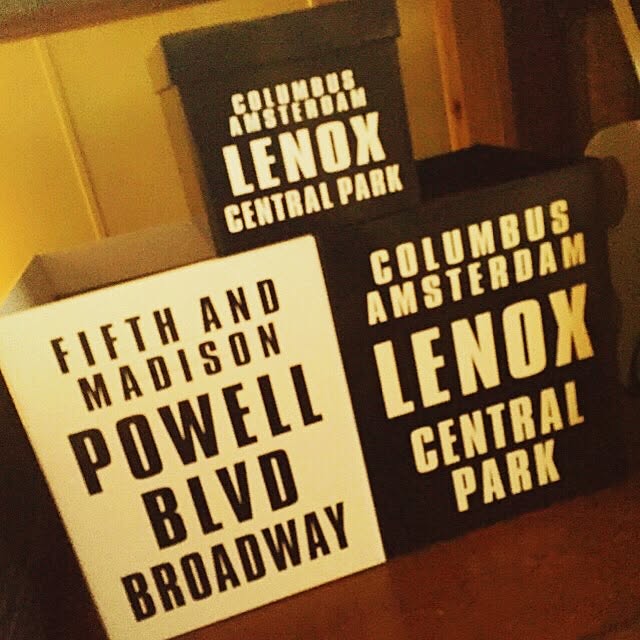 COLUMBUS
AMSTERDAM
LENOX
CENTRAL PARK
FIFTH AND
MADISON
POWELL
BLVD
BROADWAY
COLUMBUS
AMSTERDAM
LENOX
CENTRAL
PARK